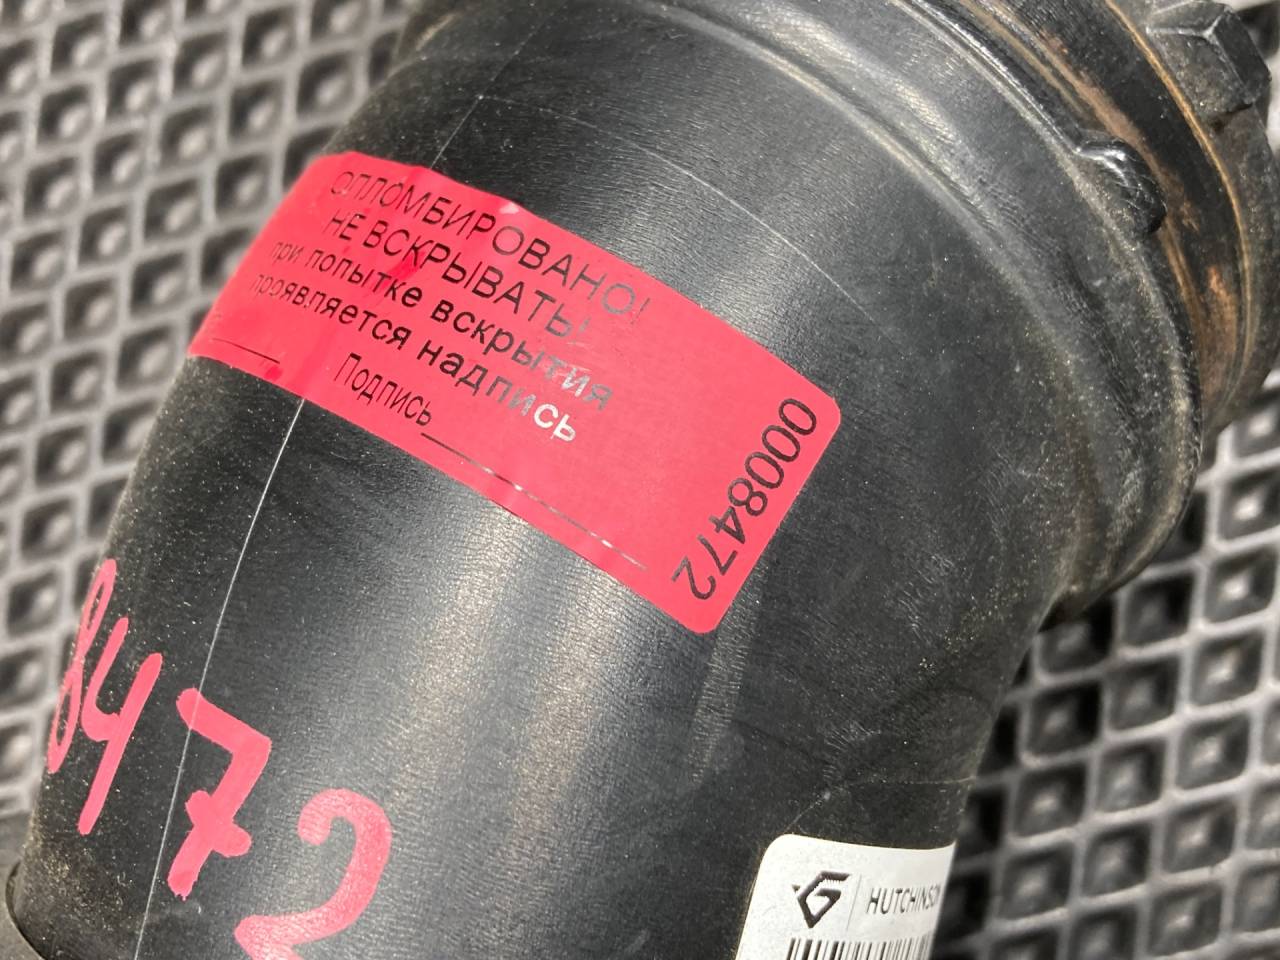 ОПЛОМБИРОВАНО!
НЕ ВСКРЫВАТЬ!
при попытке вскрытия
проявляется надпись
Подпись
0008472
8472
HUTCHINSON